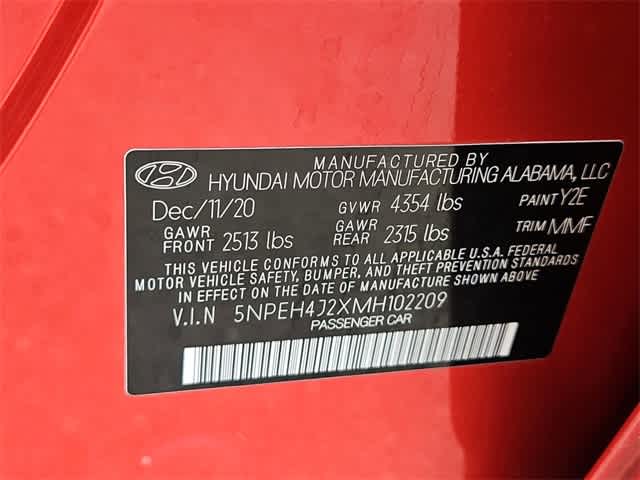 MANUFACTURED BY
HYUNDAI MOTOR MANUFACTURING ALABAMA, LLC
Dec/11/20 GVWR 4354 lbs PAINT Y2E
GAWR FRONT 2513 lbs GAWR REAR 2315 lbs TRIM MMF
THIS VEHICLE CONFORMS TO ALL APPLICABLE U.S.A. FEDERAL
MOTOR VEHICLE SAFETY, BUMPER, AND THEFT PREVENTION
STANDARDS IN EFFECT ON THE DATE OF MANUFACTURE SHOWN ABOVE
V.I.N 5NPEH4J2XMH102209
PASSENGER CAR